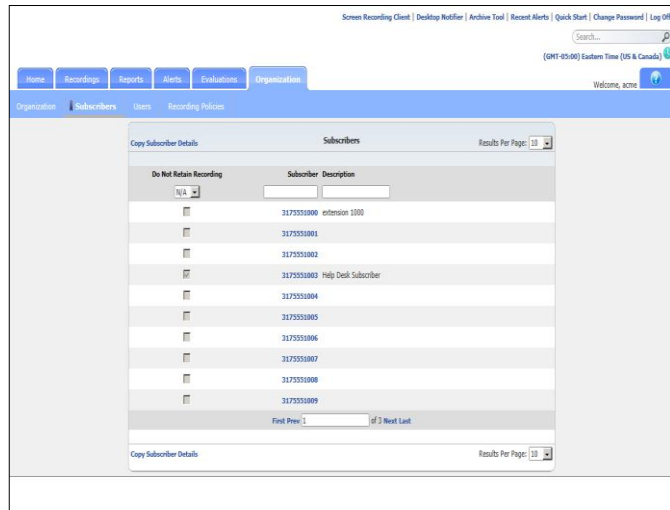 Screen Recording Client | Desktop Notifier | Archive Tool | Recent Alerts | Quick Start | Change Password | Log Off
Search...
(GMT-05:00) Eastern Time (US & Canada)
Home Recordings Reports Alerts Evaluations Organization
Welcome, acme
Organization Subscribers Users Recording Policies
Copy Subscriber Details Subscribers Results Per Page: 10
Do Not Retain Recording Subscriber Description
N/A
3175551000 extension 1000
3175551001
3175551002
3175551003 Help Desk Subscriber
3175551004
3175551005
3175551006
3175551007
3175551008
3175551009
First Prev 1 of 3 Next Last
Copy Subscriber Details Results Per Page: 10